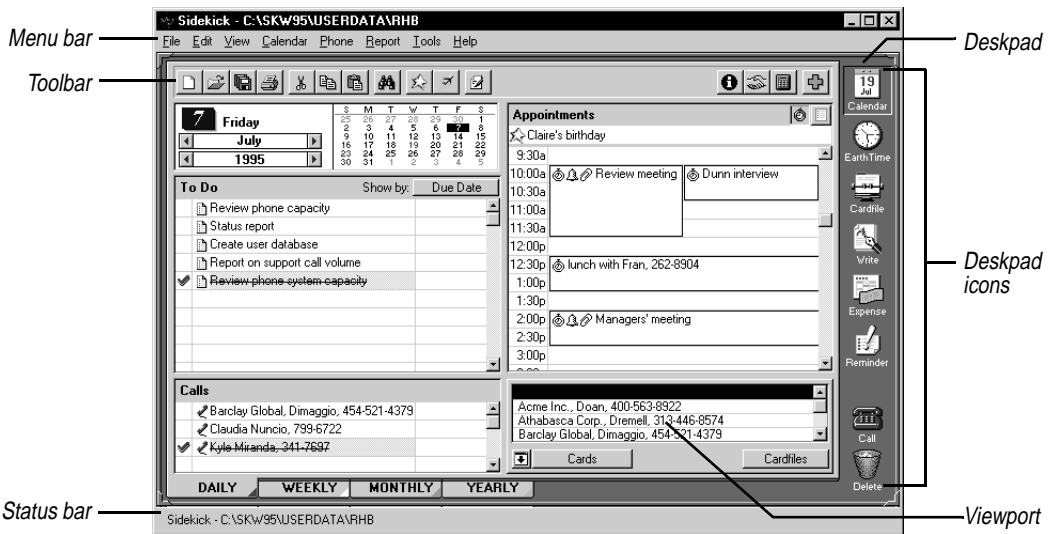 Sidekick - C:\SKW95\USERDATA\RHB
Menu bar
File Edit View Calendar Phone Report Tools Help
Deskpad
Toolbar
7 Friday
July
1995
S M T W T F S
25 26 27 28 29 30 1
2 3 4 5 6 7 8
9 10 11 12 13 14 15
16 17 18 19 20 21 22
23 24 25 26 27 28 29
30 31 1 2 3 4 5
Appointments
Claire's birthday
9:30a
10:00a Review meeting Dunn interview
10:30a
11:00a
11:30a
12:00p
12:30p lunch with Fran, 262-8904
1:00p
1:30p
2:00p Managers' meeting
2:30p
3:00p
To Do Show by: Due Date
Review phone capacity
Status report
Create user database
Report on support call volume
Review phone system capacity
Calls
Barclay Global, Dimaggio, 454-521-4379
Claudia Nuncio, 799-6722
Kyle Miranda, 341-7697
Acme Inc., Doan, 400-563-8922
Athabasca Corp., Dremell, 313-446-8574
Barclay Global, Dimaggio, 454-521-4379
Cards Cardfiles
DAILY WEEKLY MONTHLY YEARLY
19
Jul
Calendar
EarthTime
Cardfile
Write
Expense
Reminder
Call
Delete
Deskpad
icons
Status bar
Sidekick - C:\SKW95\USERDATA\RHB
Viewport